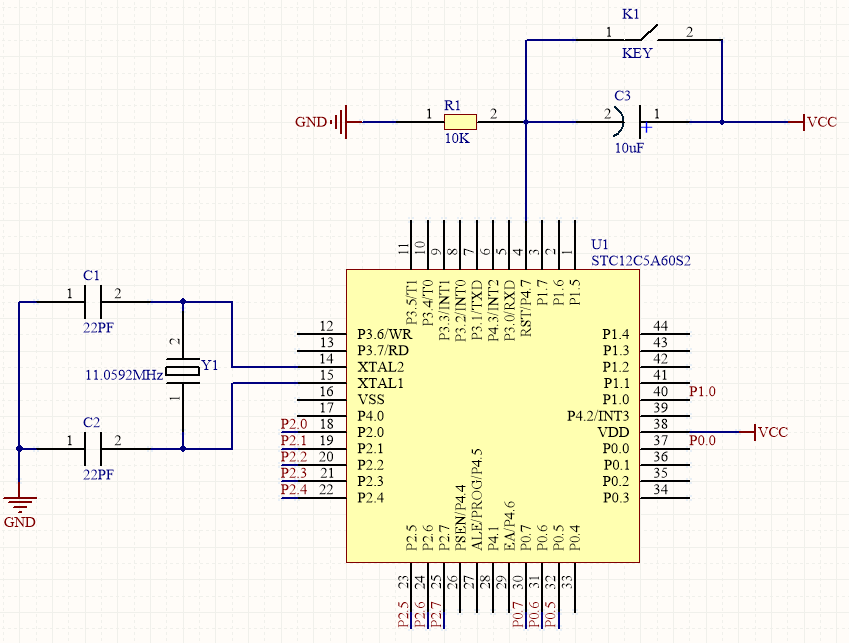 K1
1 2
KEY
R1
C3
GND 1 2 2 1 VCC
10K
+
10uF
U1
STC12C5A60S2
11 10 9 8 7 6 5 4 3 2 1
P3.5/T1
P3.4/T0
P3.3/INT1
P3.2/INT0
P3.1/TXD
P4.3/INT2
P3.0/RXD
RST/P4.7
P1.7
P1.6
P1.5
C1
1 2
22PF
2
Y1
11.0592MHz
1
C2
1 2
22PF
GND
12 P3.6/WR
13 P3.7/RD
14 XTAL2
15 XTAL1
16 VSS
17 P4.0
P2.0 18 P2.0
P2.1 19 P2.1
P2.2 20 P2.2
P2.3 21 P2.3
P2.4 22 P2.4
P1.4 44
P1.3 43
P1.2 42
P1.1 41
P1.0 40 P1.0
P4.2/INT3 39
VDD 38 VCC
P0.0 37 P0.0
P0.1 36
P0.2 35
P0.3 34
P2.5
P2.6
P2.7
PSEN/P4.4
ALE/PROG/P4.5
P4.1
EA/P4.6
P0.7
P0.6
P0.5
P0.4
23 24 25 26 27 28 29 30 31 32 33
P2.5
P2.6
P2.7
P0.7
P0.6
P0.5